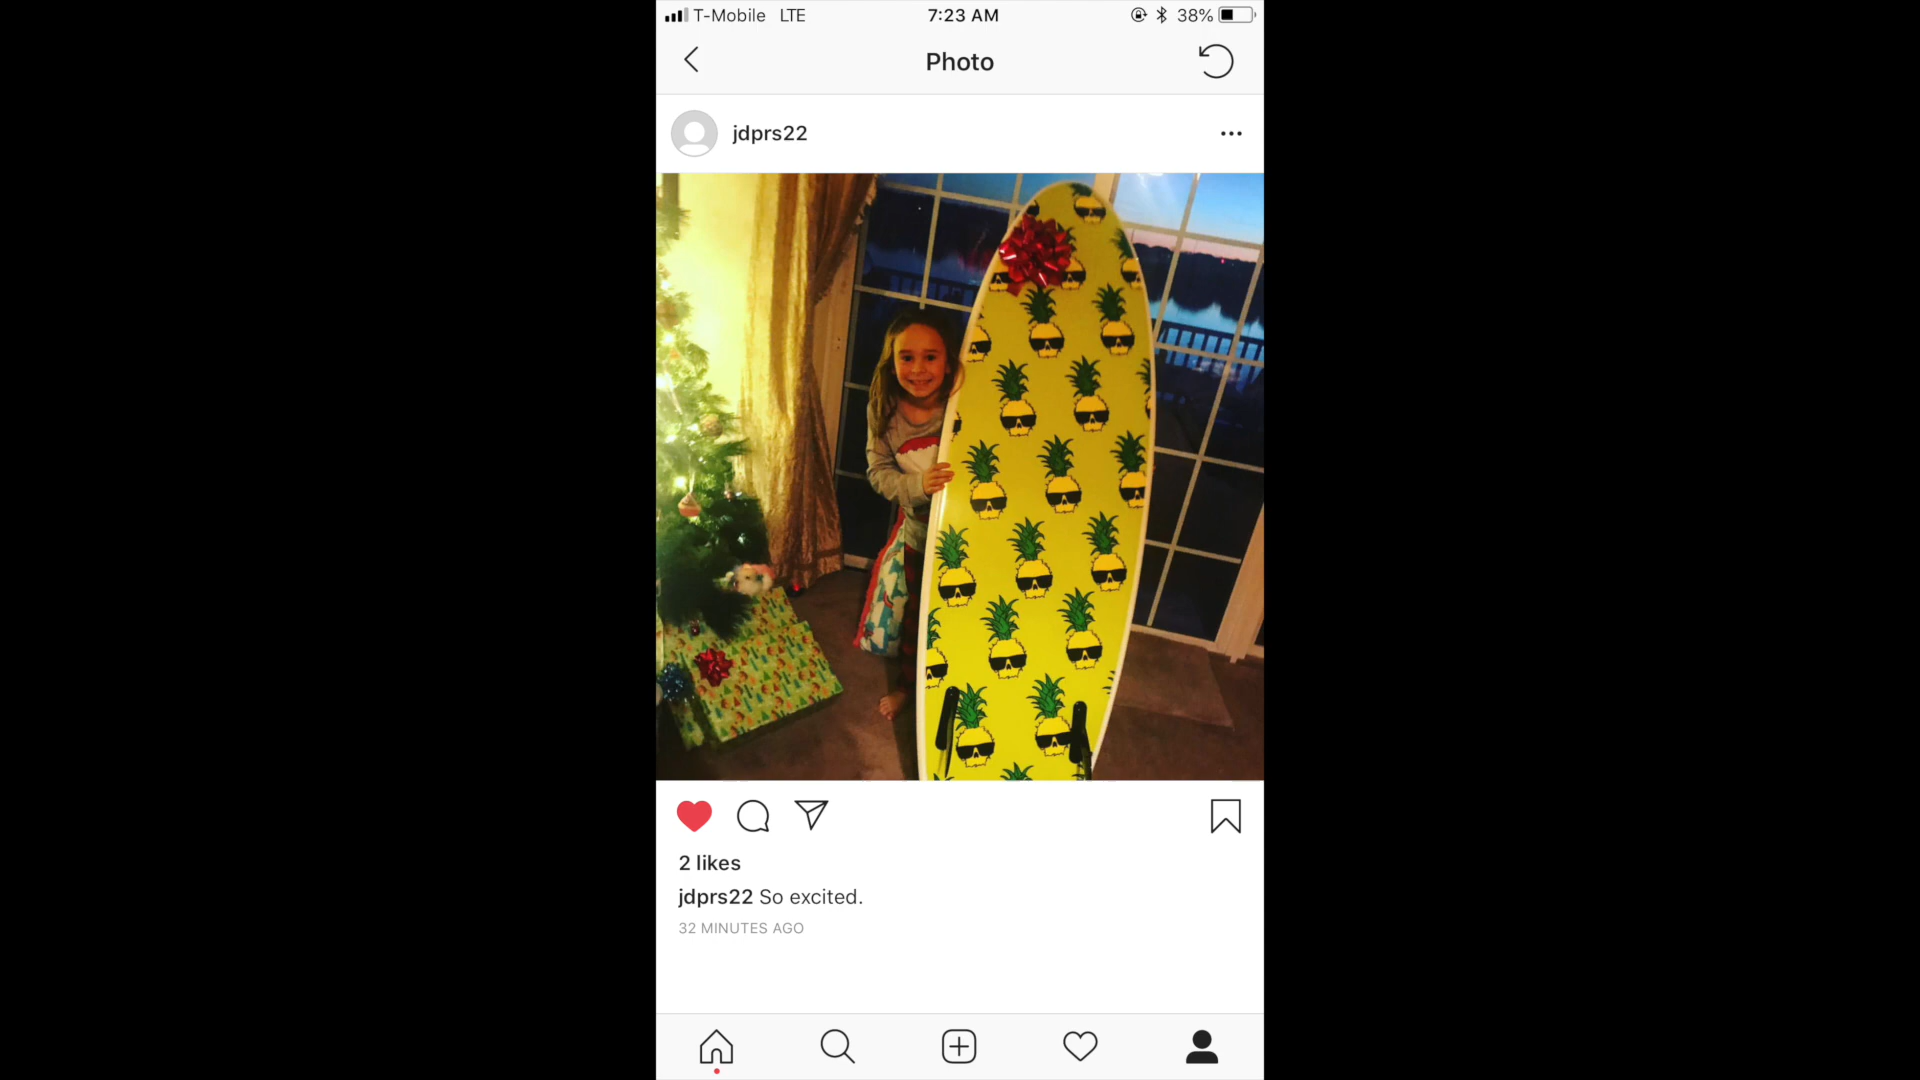 T-Mobile LTE 7:23 AM 38%
Photo
jdprs22
2 likes
jdprs22 So excited.
32 MINUTES AGO